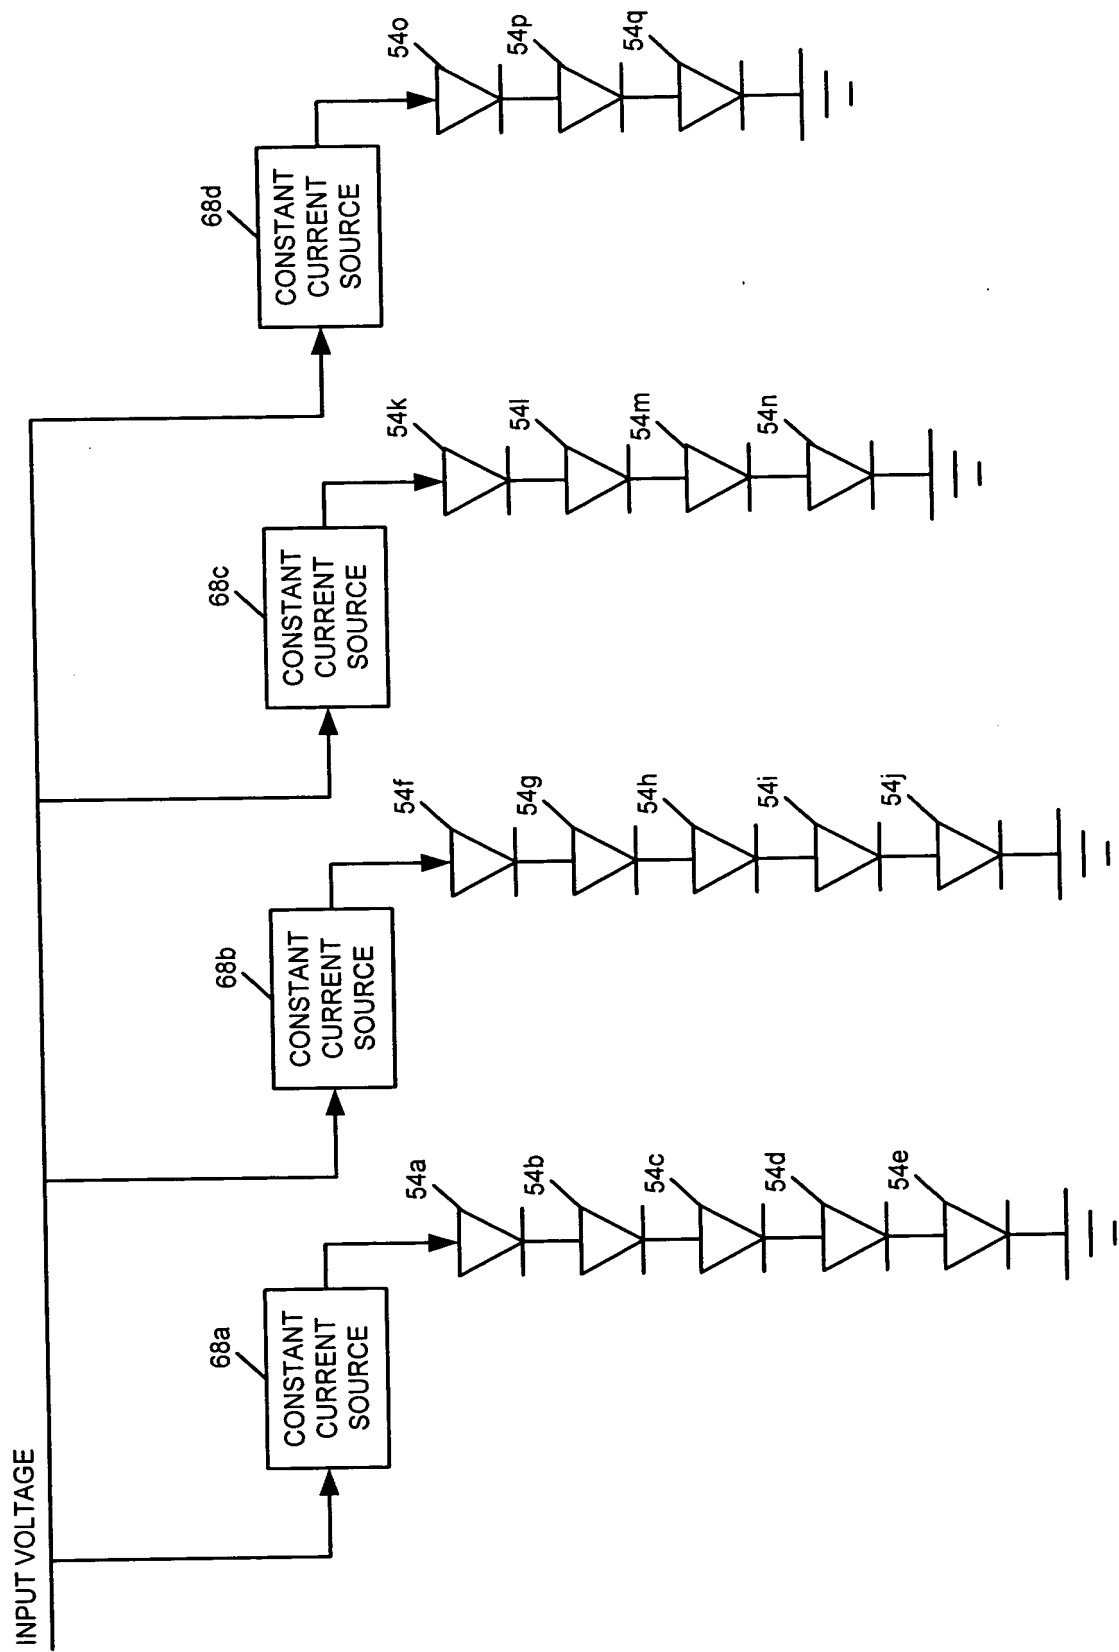 INPUT VOLTAGE
68a
CONSTANT
CURRENT
SOURCE
54a
54b
54c
54d
54e
68b
CONSTANT
CURRENT
SOURCE
54f
54g
54h
54i
54j
68c
CONSTANT
CURRENT
SOURCE
54k
54l
54m
54n
68d
CONSTANT
CURRENT
SOURCE
54o
54p
54q